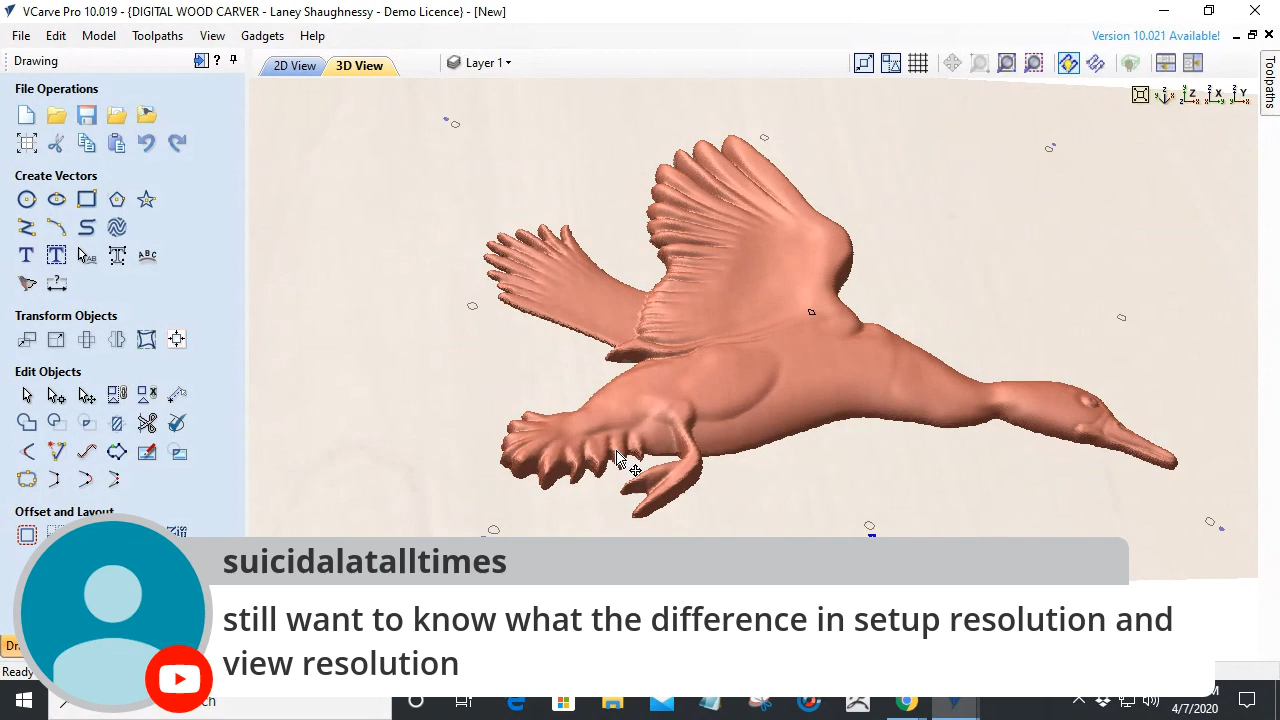 VCarve Pro 10.019 - {DIGITAL WOOD CARVER - Laney Shaughnessy - Demo Licence} - [New]
File Edit Model Toolpaths View Gadgets Help
Version 10.021 Available!
Drawing
2D View
3D View
Layer 1
Toolpaths
File Operations
Create Vectors
Transform Objects
Edit Objects
Offset and Layout
suicidalatalltimes
still want to know what the difference in setup resolution and
view resolution
Ready
4/7/2020